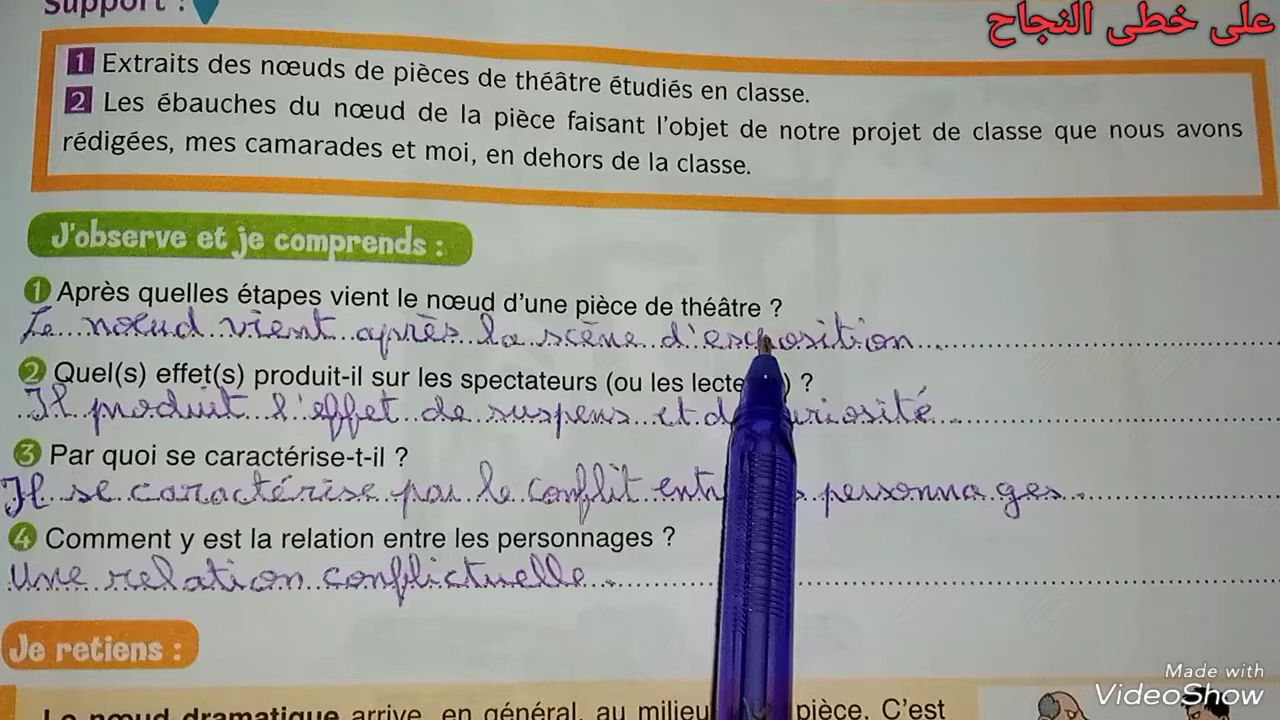 Support :
على خطى النجاح
1 Extraits des nœuds de pièces de théâtre étudiés en classe.
2 Les ébauches du nœud de la pièce faisant l'objet de notre projet de classe que nous avons
rédigées, mes camarades et moi, en dehors de la classe.
J'observe et je comprends :
1 Après quelles étapes vient le nœud d'une pièce de théâtre ?
Le nœud vient après la scène d'exposition
2 Quel(s) effet(s) produit-il sur les spectateurs (ou les ) ?
Il produit l'effet de suspens et
3 Par quoi se caractérise-t-il ?
Il se caractérise par le conflit personnages
4 Comment y est la relation entre les personnages ?
Une relation conflictuelle
Je retiens :
Le nœud dramatique arrive, en général, au milieu pièce. C'est
Made with
VideoShow